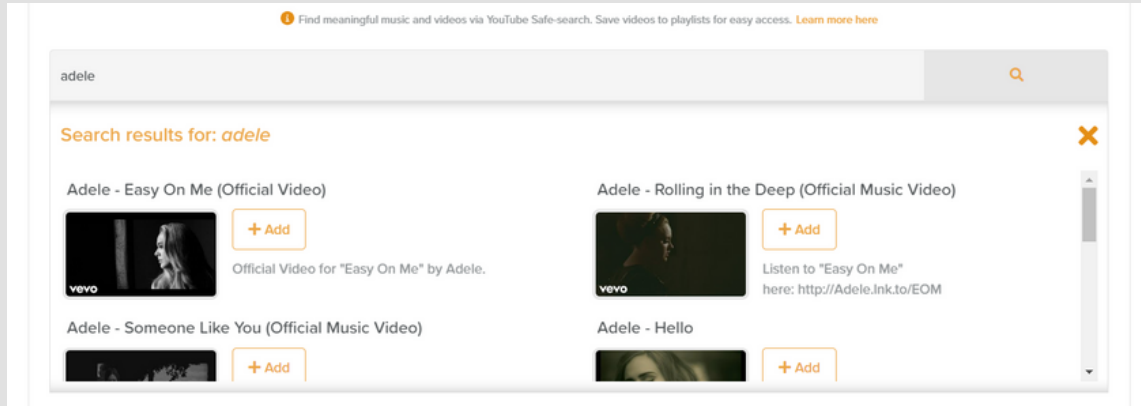 Find meaningful music and videos via YouTube Safe-search. Save videos to playlists for easy access. Learn more here
adele
Search results for: adele
Adele - Easy On Me (Official Video)
+ Add
Official Video for "Easy On Me" by Adele.
vevo
Adele - Rolling in the Deep (Official Music Video)
+ Add
Listen to "Easy On Me"
here: http://Adele.lnk.to/EOM
vevo
Adele - Someone Like You (Official Music Video)
+ Add
Adele - Hello
+ Add